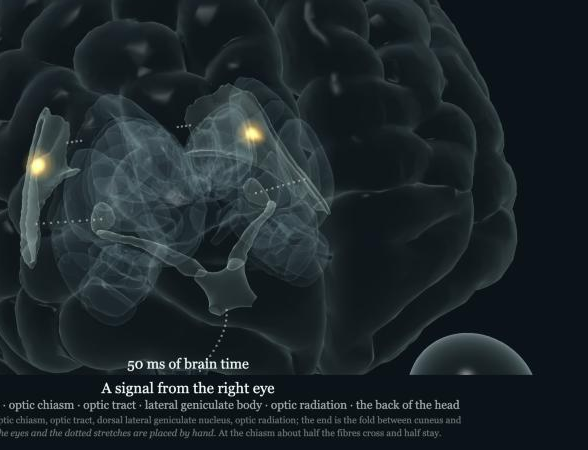 50 ms of brain time
A signal from the right eye
· optic chiasm · optic tract · lateral geniculate body · optic radiation · the back of the head
optic chiasm, optic tract, dorsal lateral geniculate nucleus, optic radiation; the end is the fold between cuneus and
the eyes and the dotted stretches are placed by hand. At the chiasm about half the fibres cross and half stay.